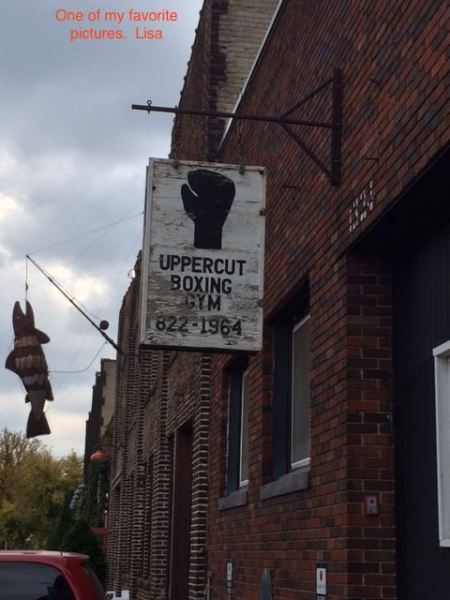 One of my favorite
pictures. Lisa
UPPERCUT
BOXING
GYM
822-1964